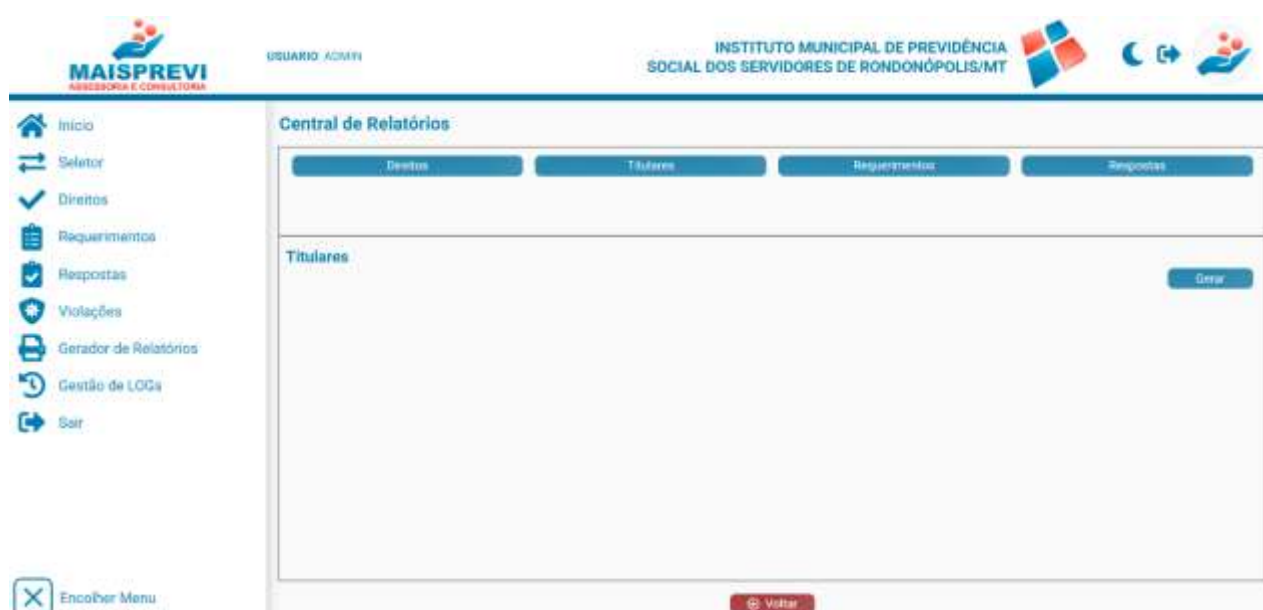 MAISPREVI
ASSESSORIA E CONSULTORIA
USUARIO ADMIN
INSTITUTO MUNICIPAL DE PREVIDÊNCIA
SOCIAL DOS SERVIDORES DE RONDONÓPOLIS/MT
Início
Seletor
Direitos
Requerimentos
Respostas
Violações
Gerador de Relatórios
Gestão de LOGs
Sair
Encolher Menu
Central de Relatórios
Direitos
Titulares
Requerimentos
Respostas
Titulares
Gerar
Voltar